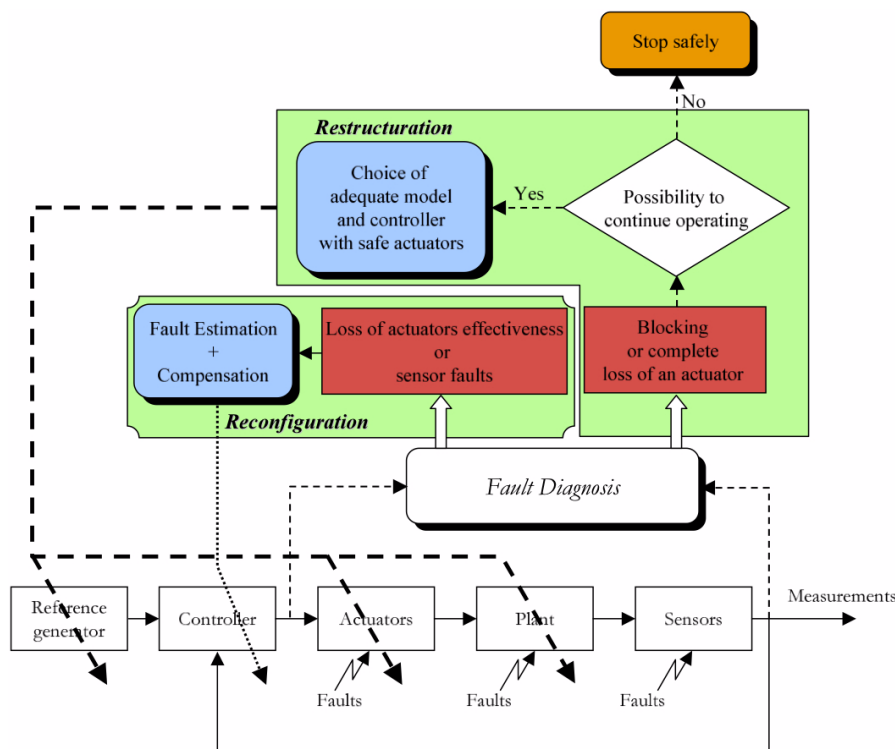 Stop safely
No
Restructuration
Choice of
adequate model
and controller
with safe actuators
Yes
Possibility to
continue operating
Fault Estimation
+
Compensation
Loss of actuators effectiveness
or
sensor faults
Blocking
or complete
loss of an actuator
Reconfiguration
Fault Diagnosis
Reference
generator
Controller
Actuators
Plant
Sensors
Measurements
Faults
Faults
Faults